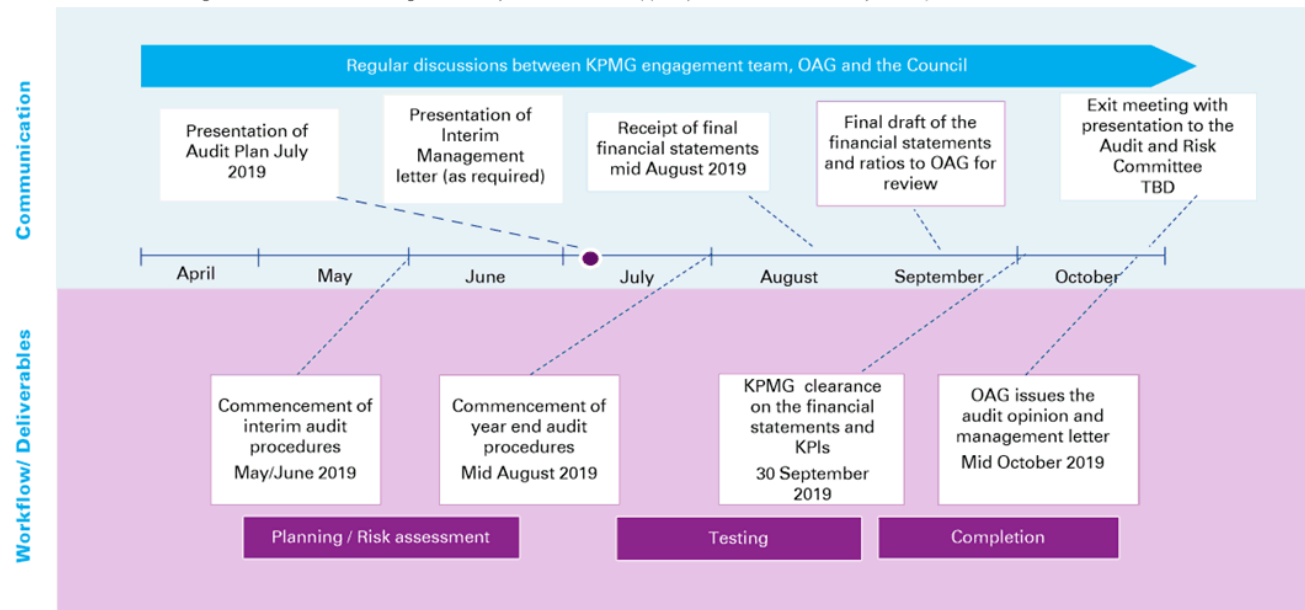 Regular discussions between KPMG engagement team, OAG and the Council
Communication
Presentation of
Audit Plan July
2019
Presentation of
Interim
Management
letter (as required)
Receipt of final
financial statements
mid August 2019
Final draft of the
financial statements
and ratios to OAG for
review
Exit meeting with
presentation to the
Audit and Risk
Committee
TBD
April
May
June
July
August
September
October
Workflow/ Deliverables
Commencement of
interim audit
procedures
May/June 2019
Commencement of
year end audit
procedures
Mid August 2019
KPMG clearance
on the financial
statements and
KPIs
30 September
2019
OAG issues the
audit opinion and
management letter
Mid October 2019
Planning / Risk assessment
Testing
Completion